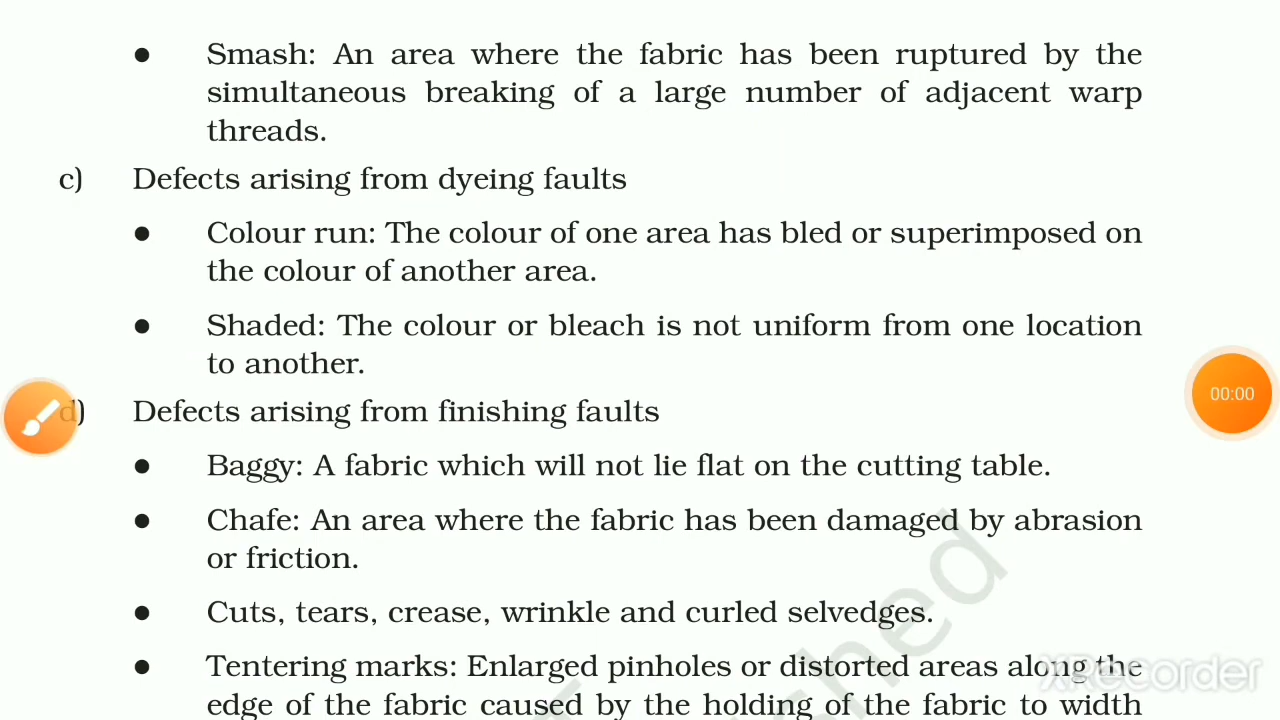 ● Smash: An area where the fabric has been ruptured by the
simultaneous breaking of a large number of adjacent warp
threads.
c) Defects arising from dyeing faults
● Colour run: The colour of one area has bled or superimposed on
the colour of another area.
● Shaded: The colour or bleach is not uniform from one location
to another.
d) Defects arising from finishing faults
● Baggy: A fabric which will not lie flat on the cutting table.
● Chafe: An area where the fabric has been damaged by abrasion
or friction.
● Cuts, tears, crease, wrinkle and curled selvedges.
● Tentering marks: Enlarged pinholes or distorted areas along the
edge of the fabric caused by the holding of the fabric to width
00:00
XRecorder